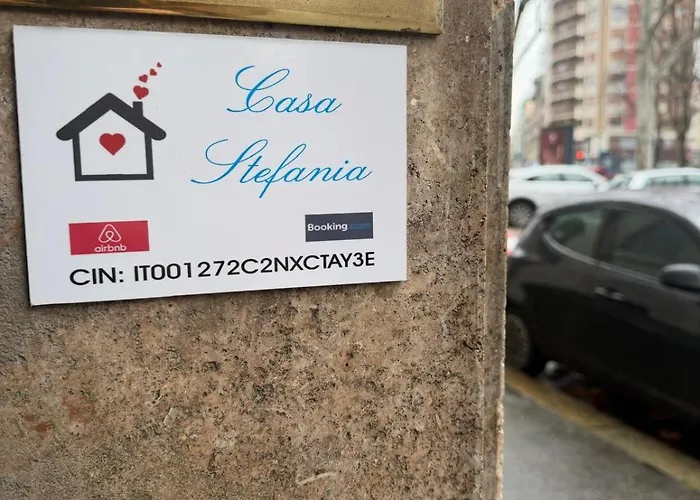 Casa
Stefania
airbnb
Booking.com
CIN: IT001272C2NXCTAY3E